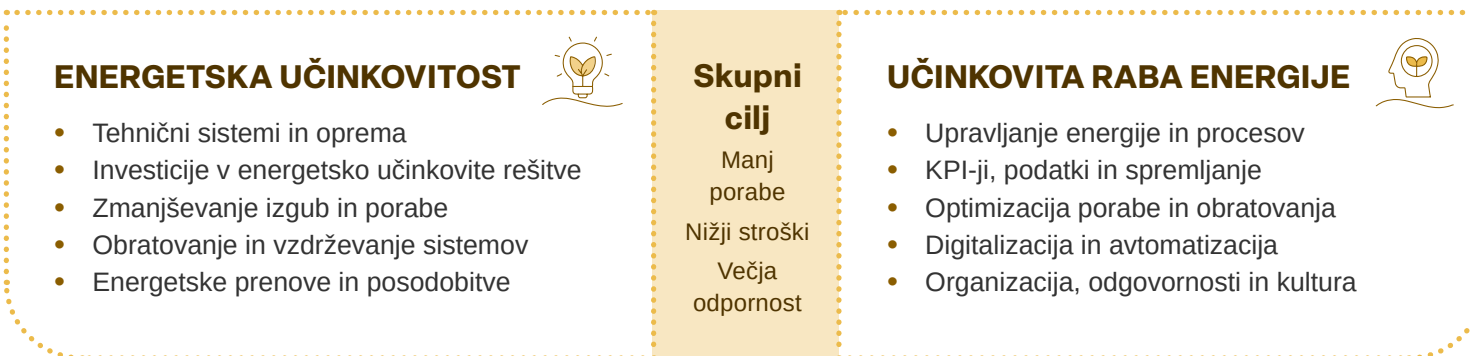 ENERGETSKA UČINKOVITOST
• Tehnični sistemi in oprema
• Investicije v energetsko učinkovite rešitve
• Zmanjševanje izgub in porabe
• Obratovanje in vzdrževanje sistemov
• Energetske prenove in posodobitve
Skupni
cilj
Manj
porabe
Nižji stroški
Večja
odpornost
UČINKOVITA RABA ENERGIJE
• Upravljanje energije in procesov
• KPI-ji, podatki in spremljanje
• Optimizacija porabe in obratovanja
• Digitalizacija in avtomatizacija
• Organizacija, odgovornosti in kultura